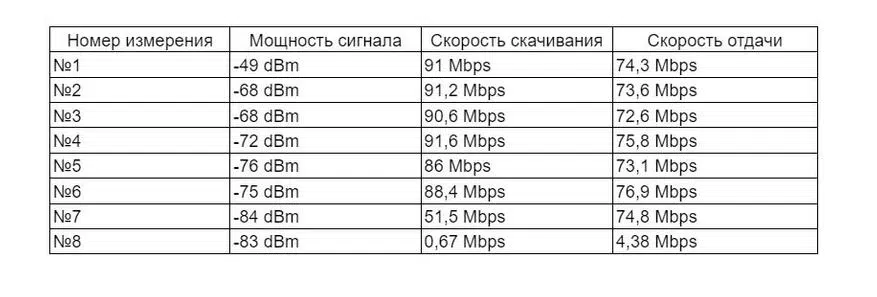 Номер измерения Мощность сигнала Скорость скачивания Скорость отдачи
№1 -49 dBm 91 Mbps 74,3 Mbps
№2 -68 dBm 91,2 Mbps 73,6 Mbps
№3 -68 dBm 90,6 Mbps 72,6 Mbps
№4 -72 dBm 91,6 Mbps 75,8 Mbps
№5 -76 dBm 86 Mbps 73,1 Mbps
№6 -75 dBm 88,4 Mbps 76,9 Mbps
№7 -84 dBm 51,5 Mbps 74,8 Mbps
№8 -83 dBm 0,67 Mbps 4,38 Mbps